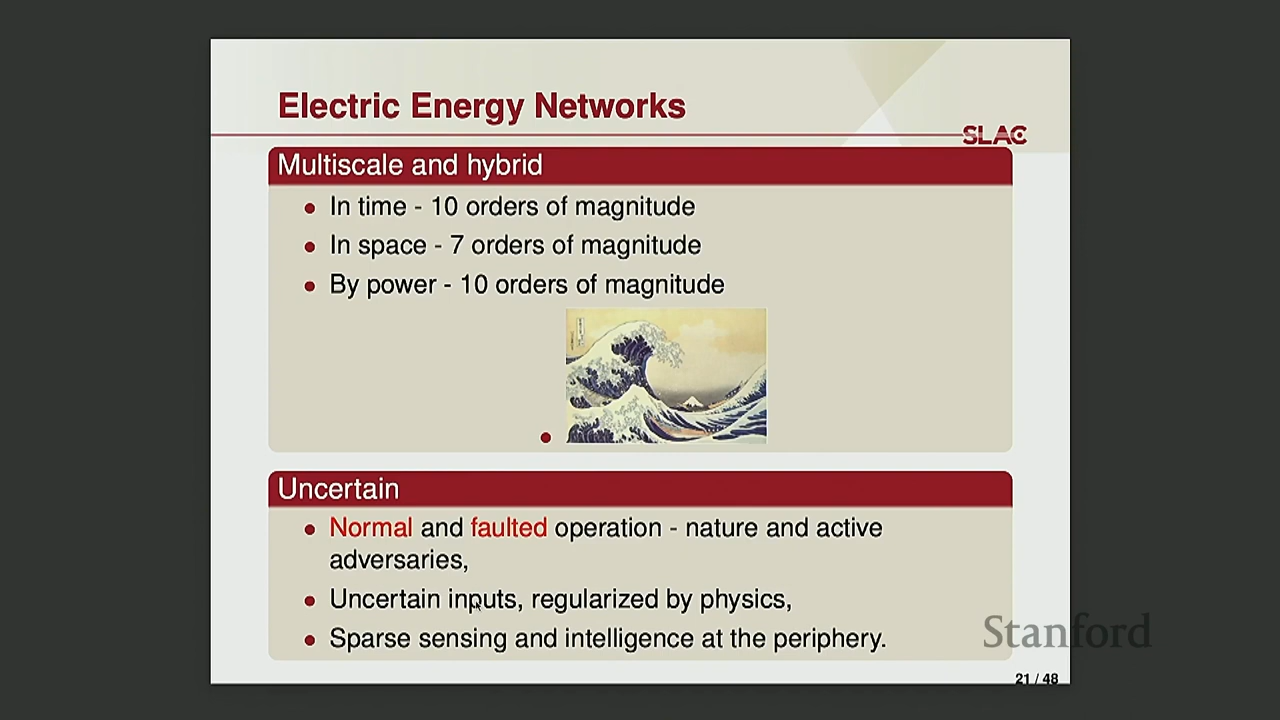 Electric Energy Networks
SLAC
Multiscale and hybrid
In time - 10 orders of magnitude
In space - 7 orders of magnitude
By power - 10 orders of magnitude
Uncertain
Normal and faulted operation - nature and active
adversaries,
Uncertain inputs, regularized by physics,
Sparse sensing and intelligence at the periphery.
Stanford
21 / 48